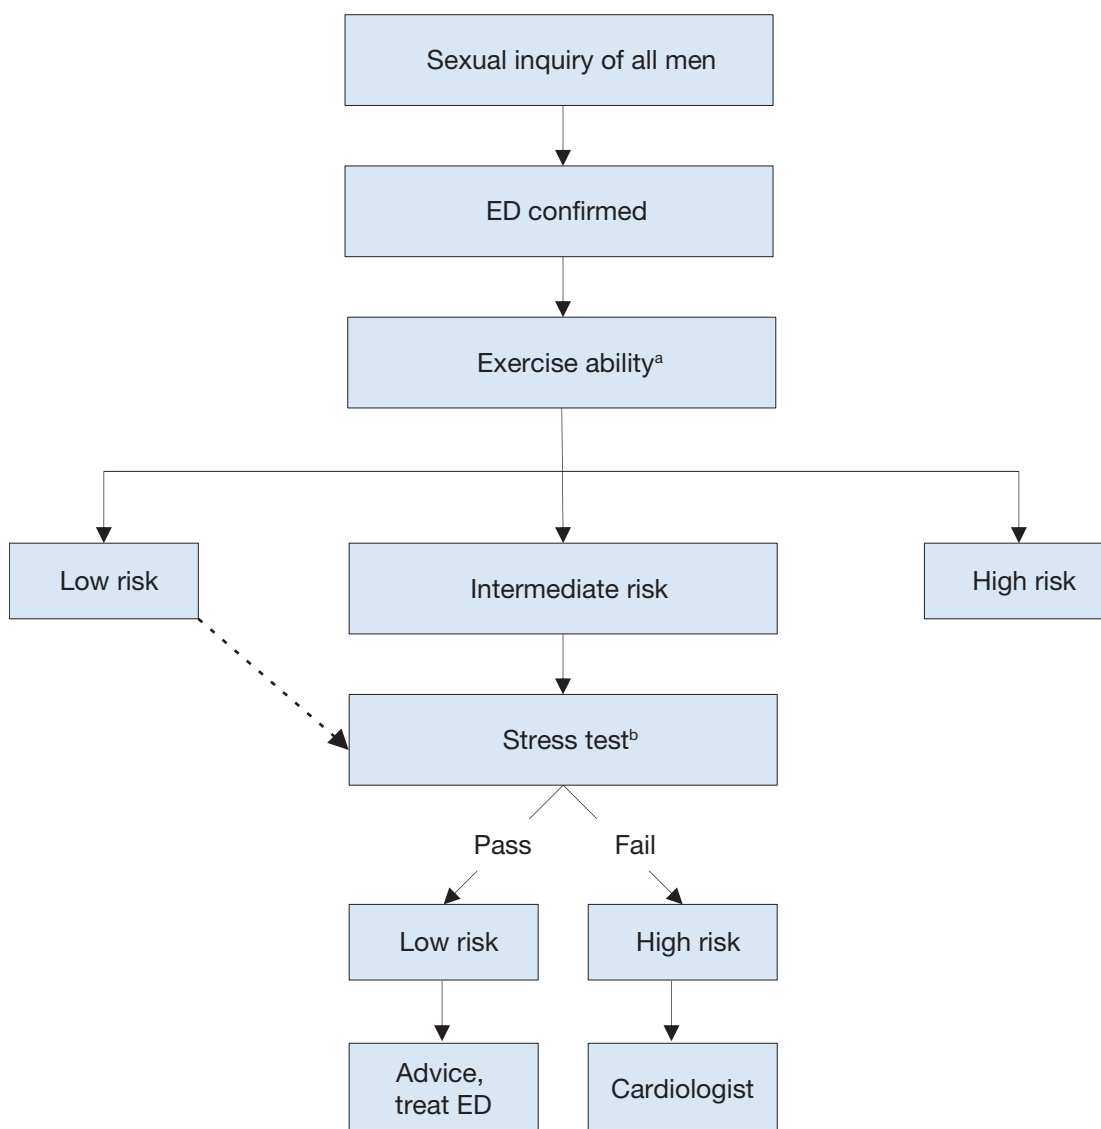 Sexual inquiry of all men
ED confirmed
Exercise abilityᵃ
Low risk
Intermediate risk
High risk
Stress testᵇ
Pass
Fail
Low risk
High risk
Advice,
treat ED
Cardiologist